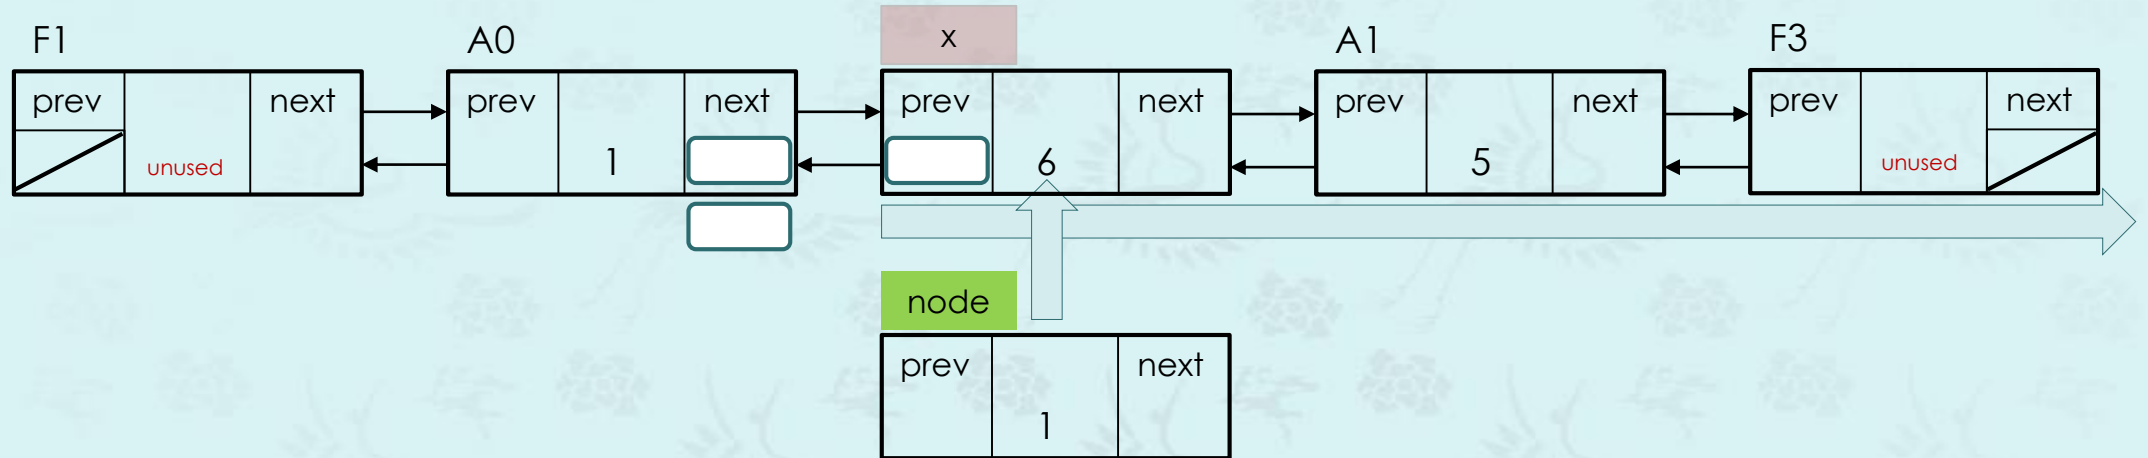 x
F1
A0
A1
F3
prev next prev next prev next prev next prev next
unused 1 6 5 unused
node
prev next
1